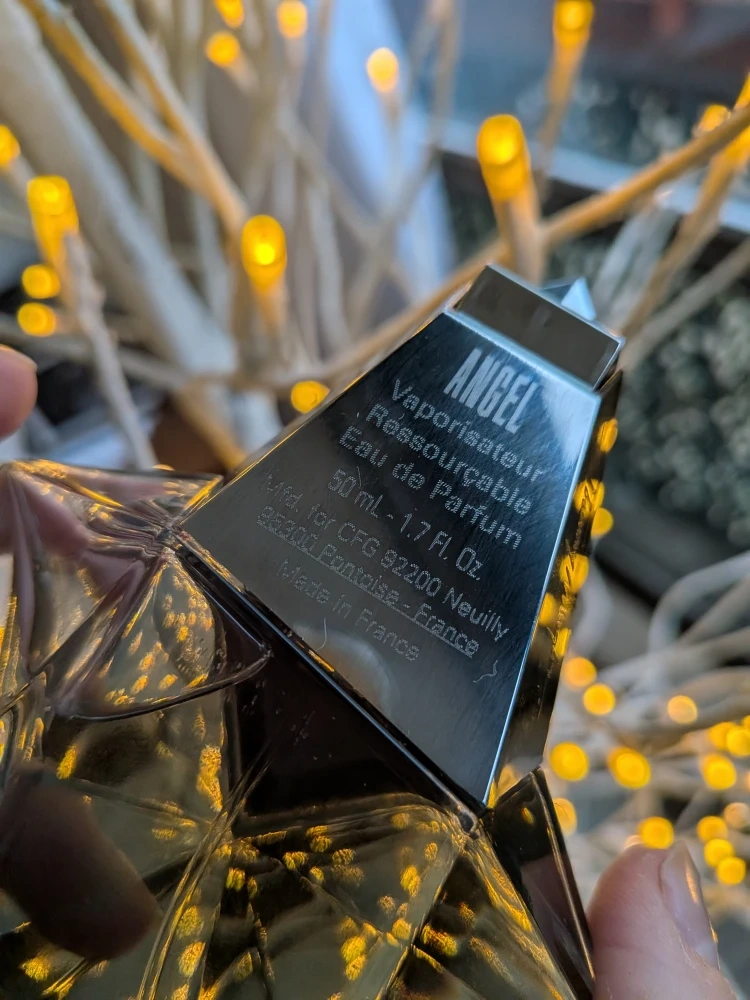 ANGEL
Vaporisateur
Ressourçable
Eau de Parfum
50 mL - 1.7 Fl. Oz.
Mfd. for CFG 92200 Neuilly
95300 Pontoise - France
Made in France